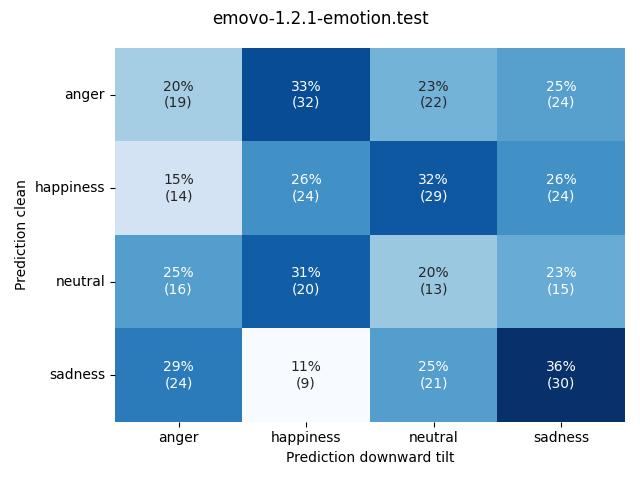 emovo-1.2.1-emotion.test
Prediction clean
anger
20% 33% 23% 25%
(19) (32) (22) (24)
happiness
15% 26% 32% 26%
(14) (24) (29) (24)
neutral
25% 31% 20% 23%
(16) (20) (13) (15)
sadness
29% 11% 25% 36%
(24) (9) (21) (30)
anger happiness neutral sadness
Prediction downward tilt